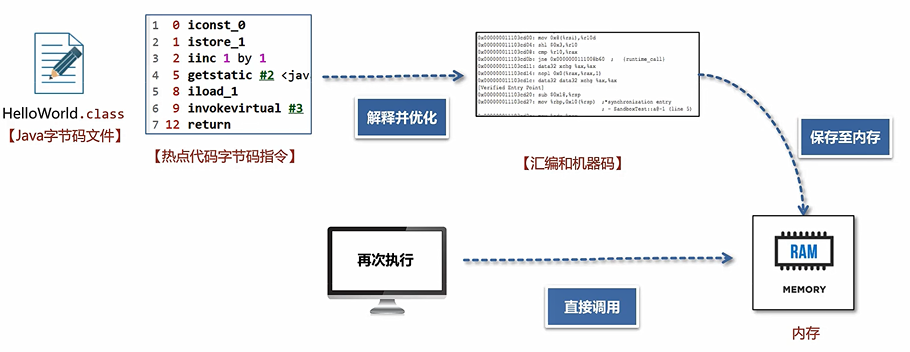 HelloWorld.class
【Java字节码文件】
1 0 iconst_0
2 1 istore_1
3 2 iinc 1 by 1
4 5 getstatic #2 <jav
5 8 iload_1
6 9 invokevirtual #3
7 12 return
【热点代码字节码指令】
解释并优化
0x000000011103cd00: mov 0x8(%rsi),%r10d
0x000000011103cd04: shl $0x3,%r10
0x000000011103cd08: cmp %r10,%rax
0x000000011103cd0b: jne 0x0000000111008b60 ; {runtime_call}
0x000000011103cd11: data32 xchg %ax,%ax
0x000000011103cd14: nopl 0x0(%rax,%rax,1)
0x000000011103cd1c: data32 data32 xchg %ax,%ax
[Verified Entry Point]
0x000000011103cd20: sub $0x18,%rsp
0x000000011103cd27: mov %rbp,0x10(%rsp) ;*synchronization entry
; - SandboxTest::af-1 (line 5)
【汇编和机器码】
保存至内存
再次执行
直接调用
RAM
MEMORY
内存